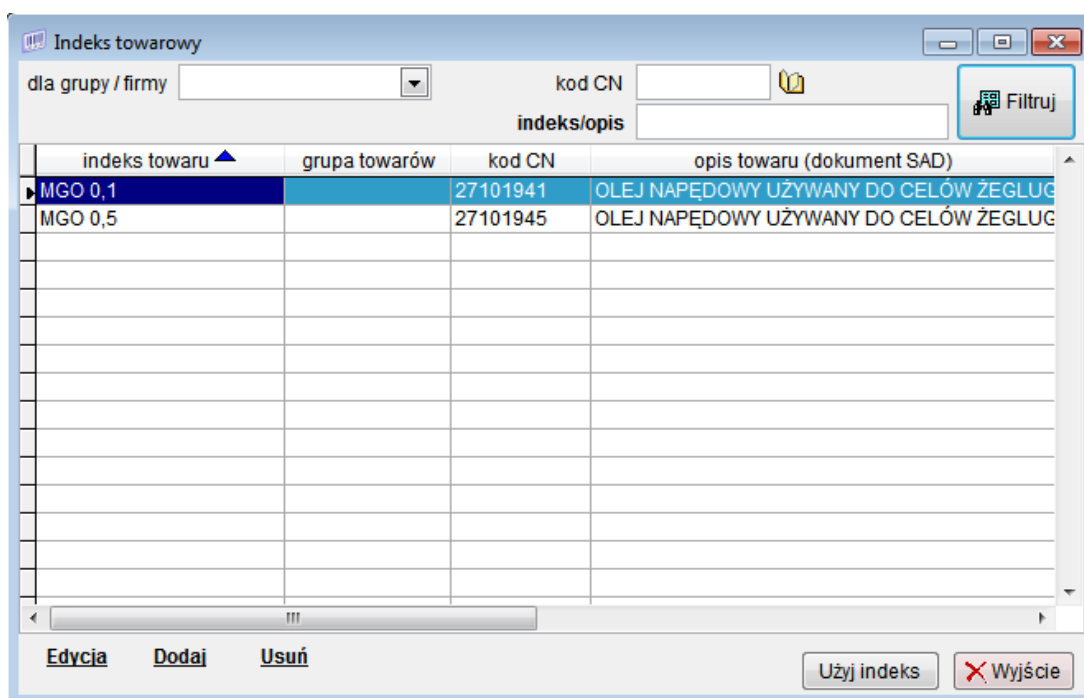 Indeks towarowy
dla grupy / firmy kod CN Filtruj
indeks/opis
indeks towaru grupa towarów kod CN opis towaru (dokument SAD)
MGO 0,1 27101941 OLEJ NAPĘDOWY UŻYWANY DO CELÓW ŻEGLUG
MGO 0,5 27101945 OLEJ NAPĘDOWY UŻYWANY DO CELÓW ŻEGLUG
Edycja Dodaj Usuń Użyj indeks Wyjście